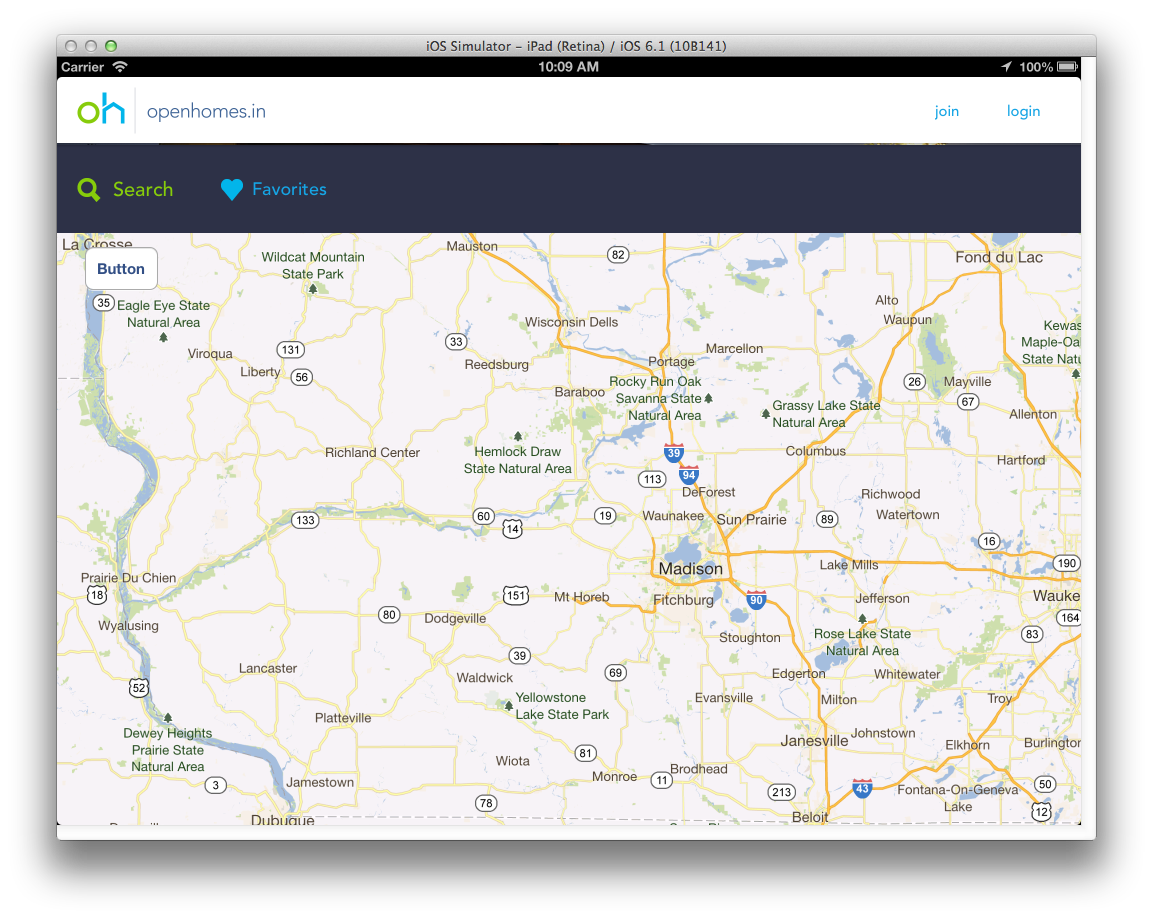 iOS Simulator – iPad (Retina) / iOS 6.1 (10B141)
Carrier
10:09 AM
100%
oh
openhomes.in
join
login
Search
Favorites
La Crosse
Button
Wildcat Mountain
State Park
Mauston
82
Fond du Lac
35
Eagle Eye State
Natural Area
Alto
Waupun
Wisconsin Dells
Viroqua
131
33
Reedsburg
Portage
Marcellon
Kewas
Maple-Oa
State Natu
Liberty
56
Baraboo
Rocky Run Oak
Savanna State
Natural Area
26
Mayville
67
Grassy Lake State
Natural Area
Allenton
Richland Center
Hemlock Draw
State Natural Area
39
94
Columbus
Hartford
113
DeForest
Richwood
Watertown
133
60
14
19
Waunakee
Sun Prairie
89
16
Madison
Lake Mills
190
Prairie Du Chien
18
151
Mt Horeb
Fitchburg
90
Jefferson
Wauke
Wyalusing
80
Dodgeville
164
Stoughton
Rose Lake State
Natural Area
83
39
Lancaster
Waldwick
69
Edgerton
Whitewater
52
Yellowstone
Lake State Park
Evansville
Milton
Troy
Platteville
Dewey Heights
Prairie State
Natural Area
Janesville
Johnstown
Elkhorn
Burlington
81
Wiota
Monroe
Brodhead
3
Jamestown
11
213
43
Fontana-On-Geneva
Lake
50
78
12
Dubuque
Beloit